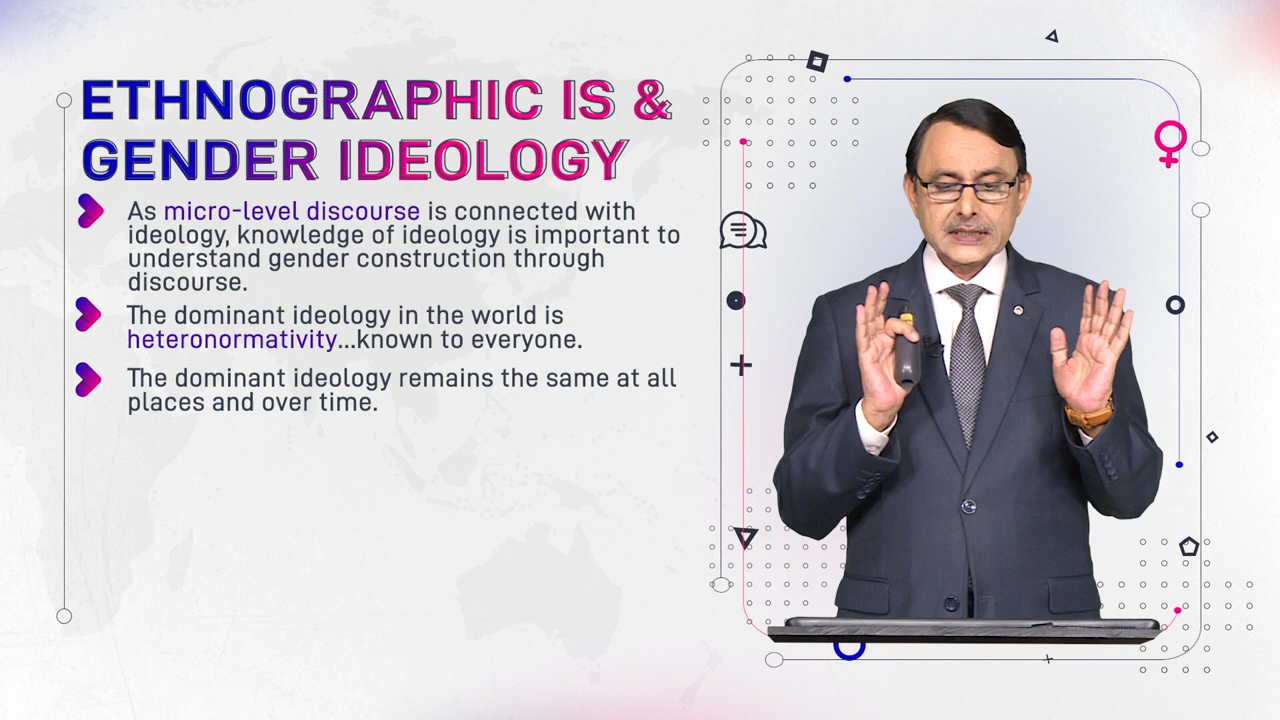 ETHNOGRAPHIC IS &
GENDER IDEOLOGY
As micro-level discourse is connected with
ideology, knowledge of ideology is important to
understand gender construction through
discourse.
The dominant ideology in the world is
heteronormativity...known to everyone.
The dominant ideology remains the same at all
places and over time.